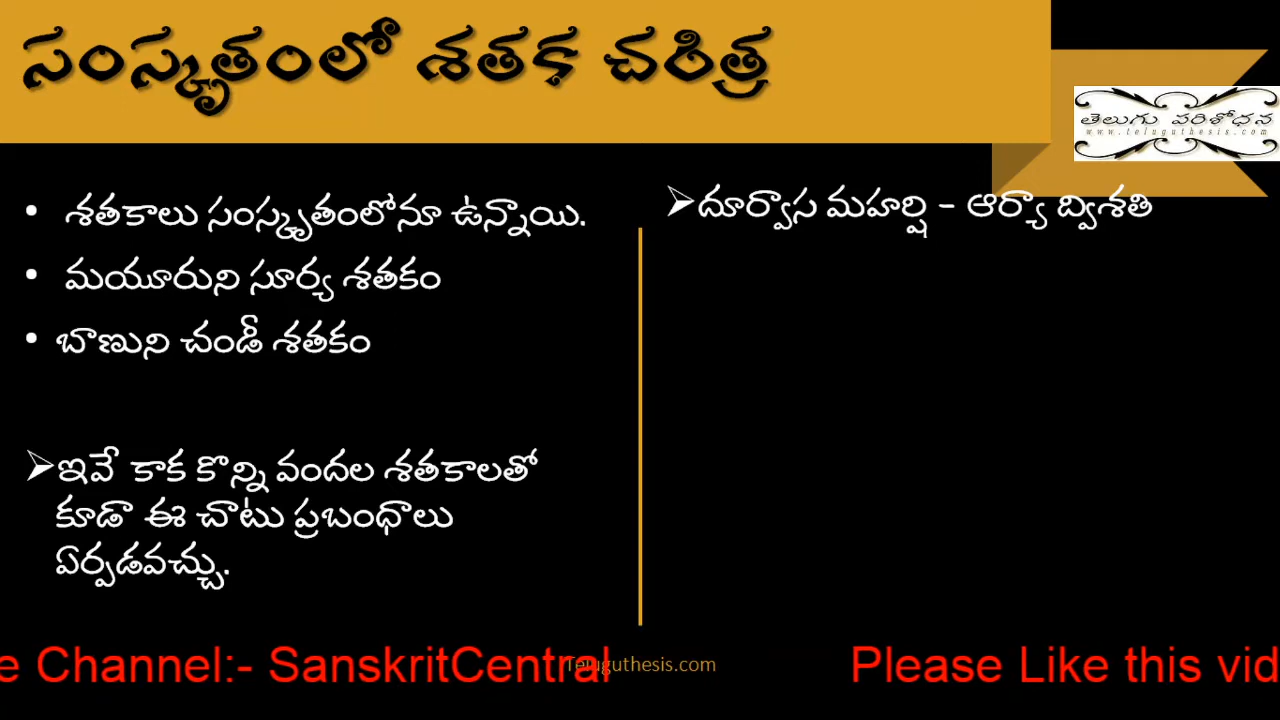 సంస్కృతంలో శతక చరిత్ర
తెలుగు పరిశోధన
www.teluguthesis.com
• శతకాలు సంస్కృతంలోనూ ఉన్నాయి.
• మయూరుని సూర్య శతకం
• బాణుని చండీ శతకం
➢ఇవే కాక కొన్ని వందల శతకాలతో
కూడా ఈ చాటు ప్రబంధాలు
ఏర్పడవచ్చు.
➢దూర్వాస మహర్షి – ఆర్యా ద్విశతి
e Channel:- SanskritCentral
Teluguthesis.com
Please Like this vid